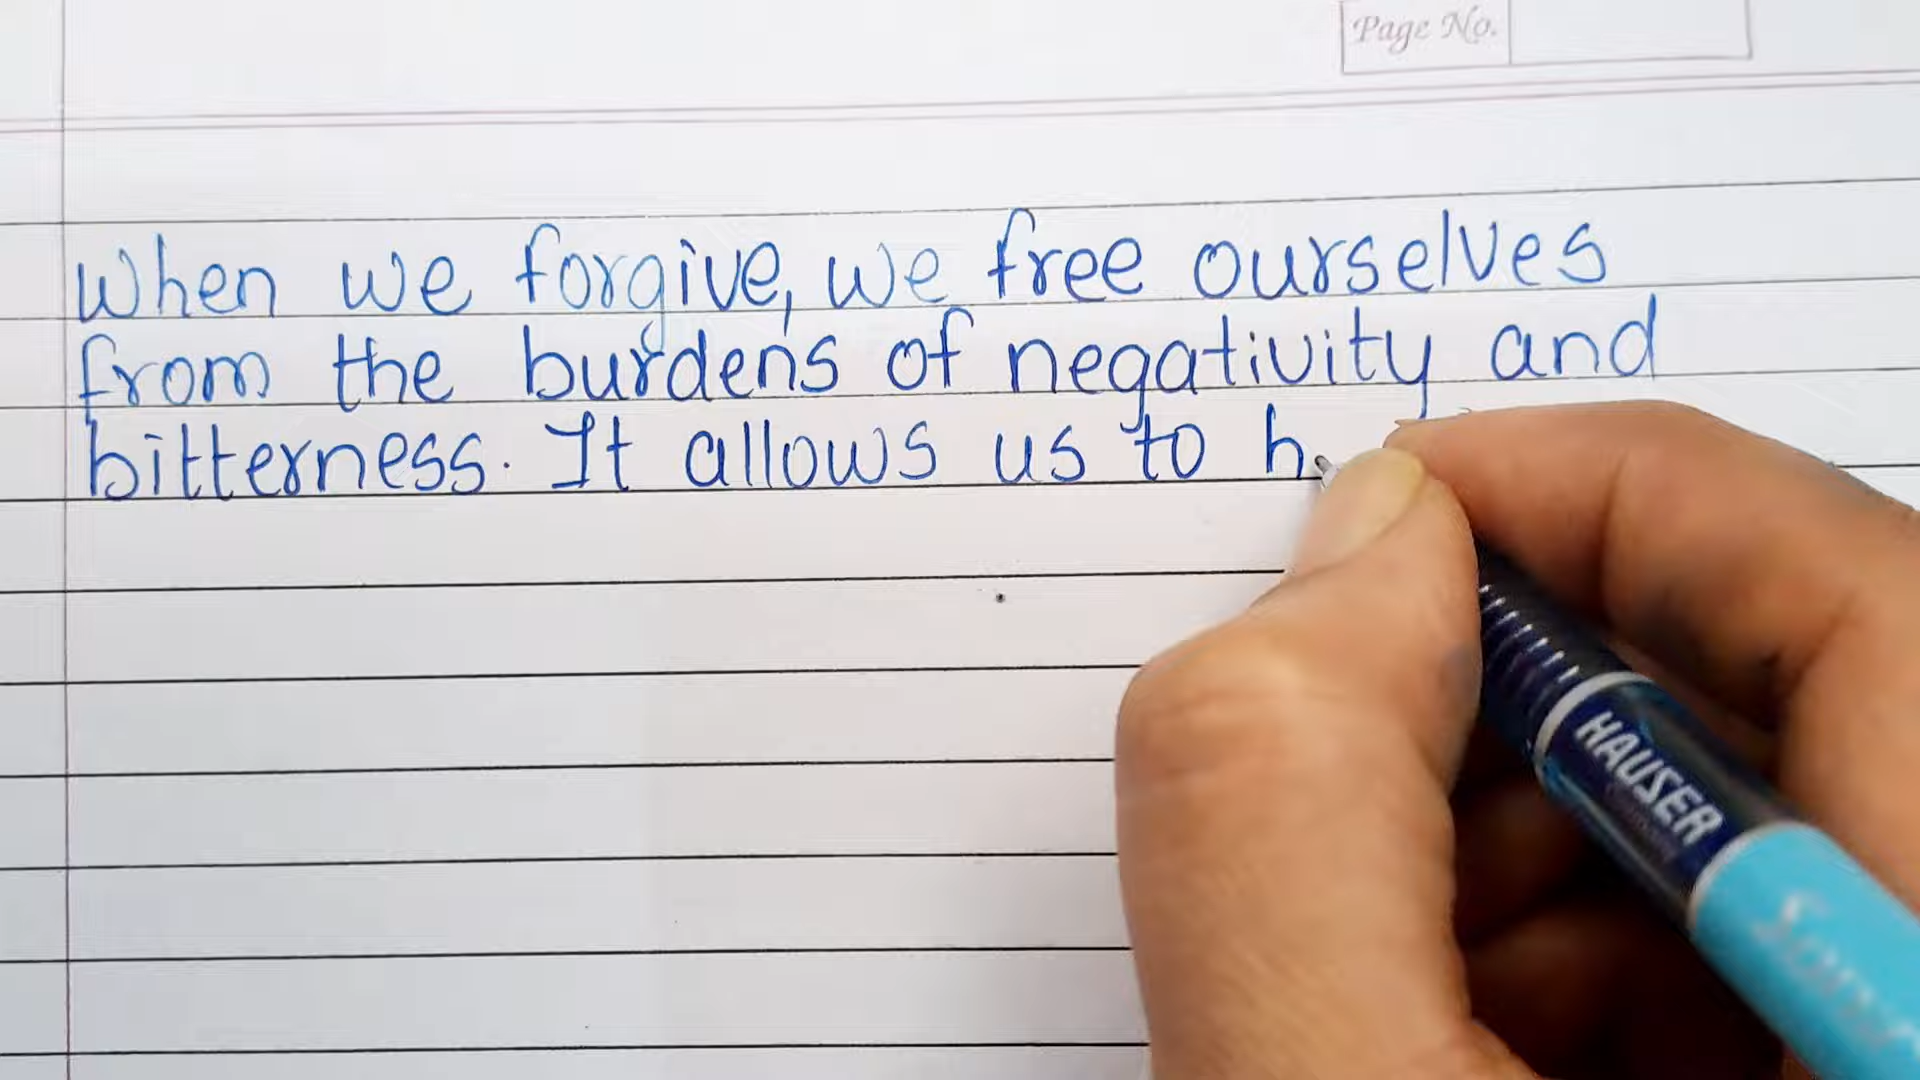 Page No.
When we forgive, we free ourselves
from the burdens of negativity and
bitterness. It allows us to h
HAUSER